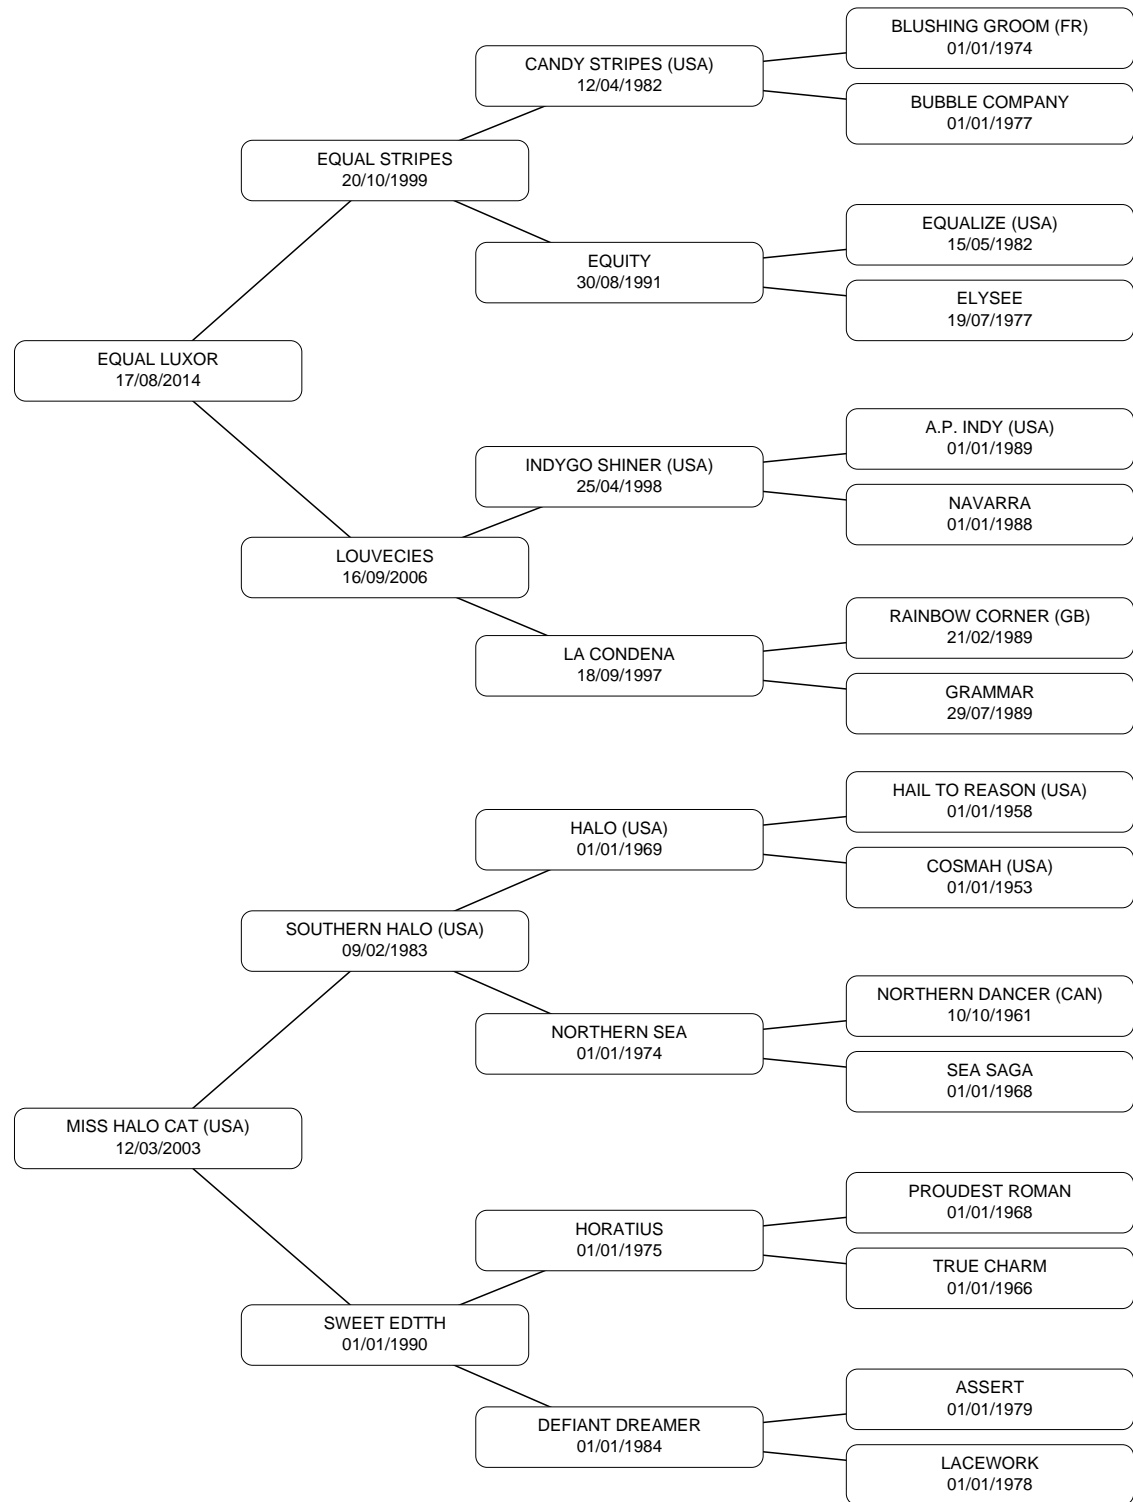 BLUSHING GROOM (FR)
01/01/1974
CANDY STRIPES (USA)
12/04/1982
BUBBLE COMPANY
01/01/1977
EQUAL STRIPES
20/10/1999
EQUALIZE (USA)
15/05/1982
EQUITY
30/08/1991
ELYSEE
19/07/1977
EQUAL LUXOR
17/08/2014
A.P. INDY (USA)
01/01/1989
INDYGO SHINER (USA)
25/04/1998
NAVARRA
01/01/1988
LOUVECIES
16/09/2006
RAINBOW CORNER (GB)
21/02/1989
LA CONDENA
18/09/1997
GRAMMAR
29/07/1989
HAIL TO REASON (USA)
01/01/1958
HALO (USA)
01/01/1969
COSMAH (USA)
01/01/1953
SOUTHERN HALO (USA)
09/02/1983
NORTHERN DANCER (CAN)
10/10/1961
NORTHERN SEA
01/01/1974
SEA SAGA
01/01/1968
MISS HALO CAT (USA)
12/03/2003
PROUDEST ROMAN
01/01/1968
HORATIUS
01/01/1975
TRUE CHARM
01/01/1966
SWEET EDTTH
01/01/1990
ASSERT
01/01/1979
DEFIANT DREAMER
01/01/1984
LACEWORK
01/01/1978